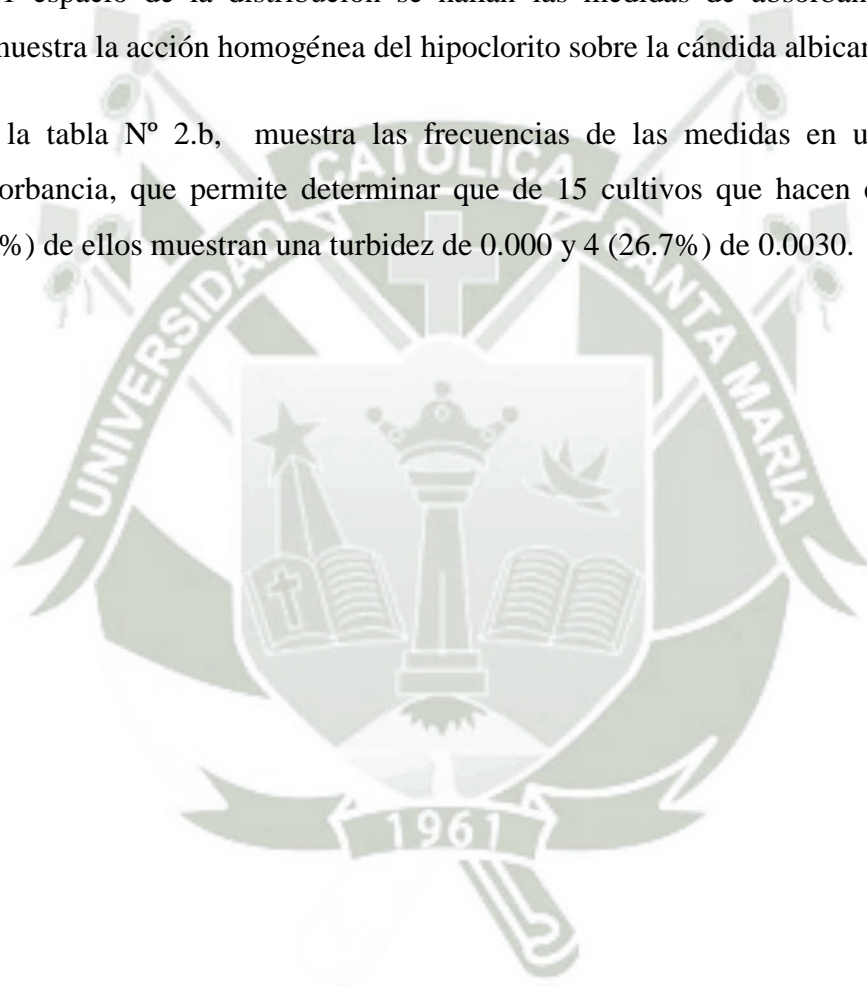 espacio de la distribución se hallan las medidas de
muestra la acción homogénea del hipoclorito sobre la cándida
la tabla Nº 2.b, muestra las frecuencias de las medidas en
que permite determinar que de 15 cultivos que hacen
%) de ellos muestran una turbidez de 0.000 y 4 (26.7%) de 0.0030.
UNIVERSIDAD CATOLICA SANTA MARIA
1961